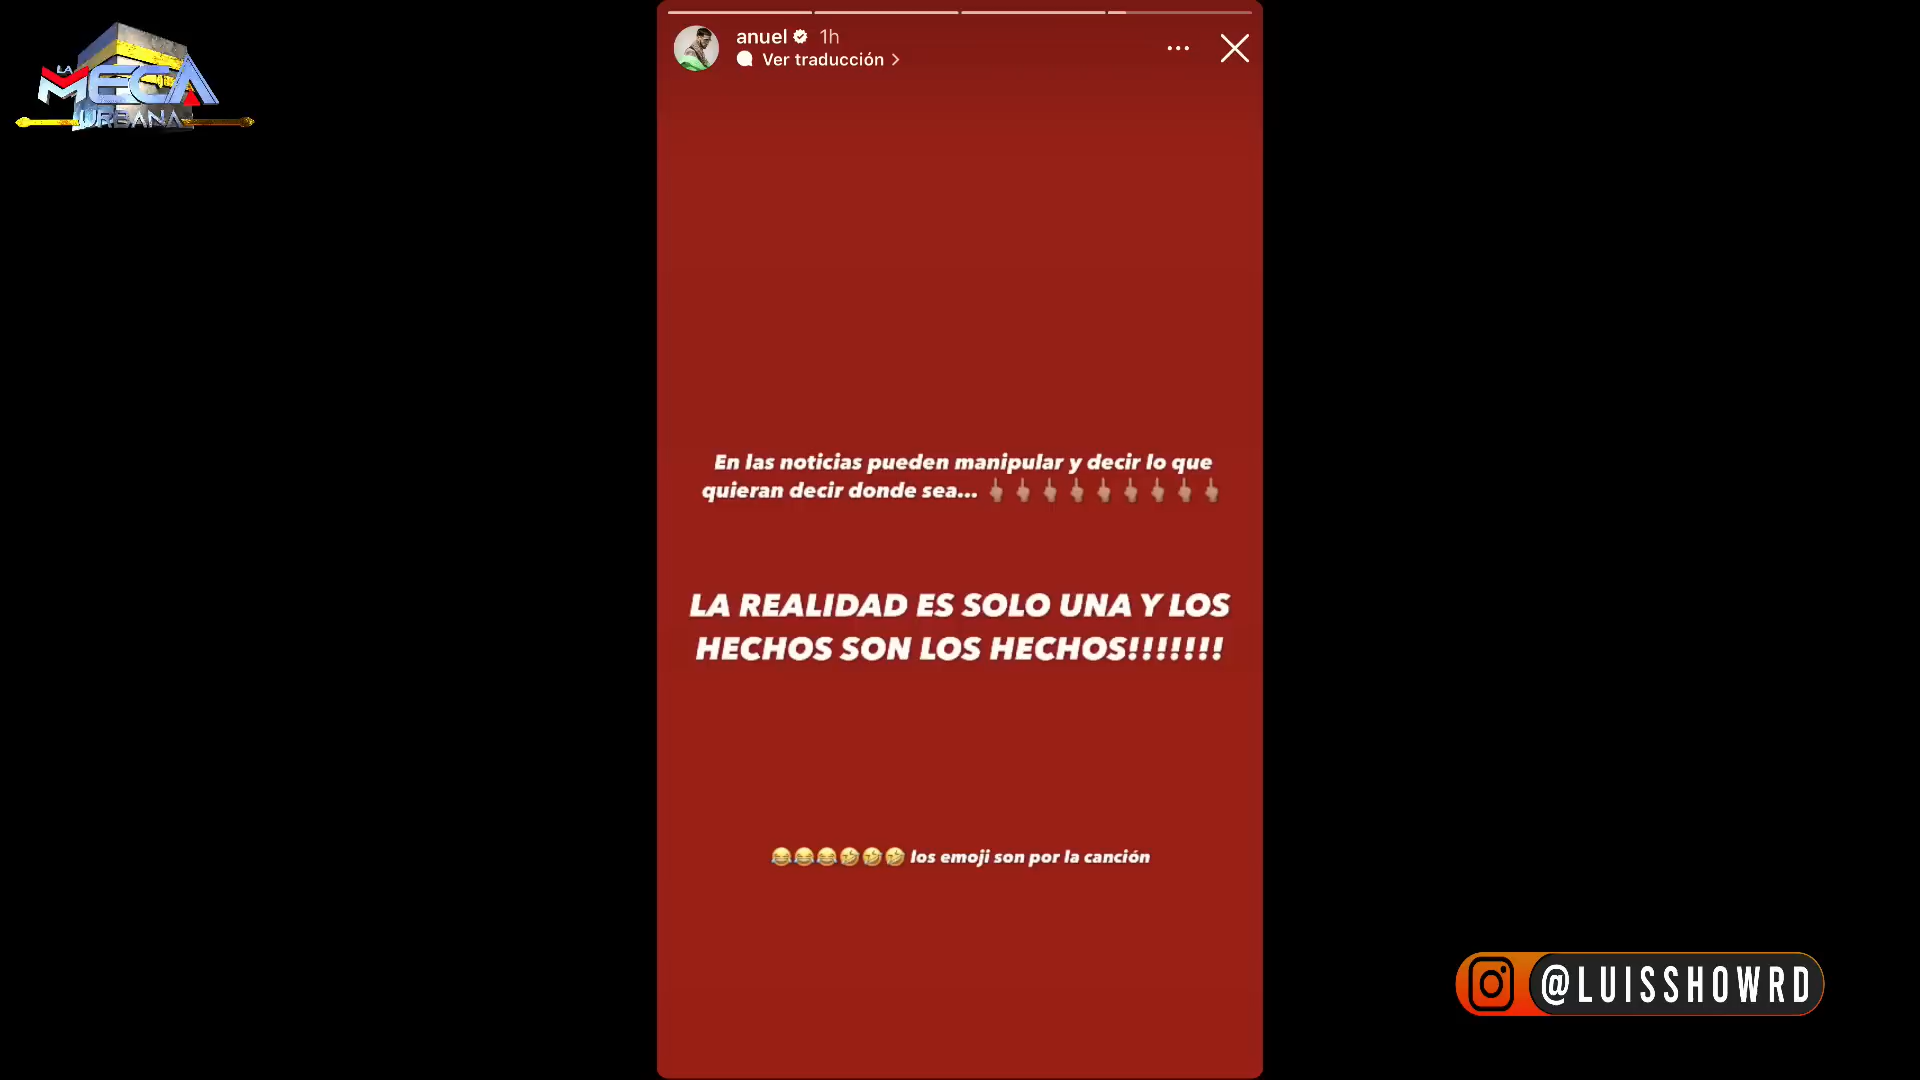 LA
MECA
URBANA
anuel 1h
Ver traducción
En las noticias pueden manipular y decir lo que
quieran decir donde sea... 🖕🏽🖕🏽🖕🏽🖕🏽🖕🏽🖕🏽🖕🏽🖕🏽🖕🏽
LA REALIDAD ES SOLO UNA Y LOS
HECHOS SON LOS HECHOS!!!!!!!
😂😂😂🤣🤣🤣 los emoji son por la canción
@LUISSHOWRD